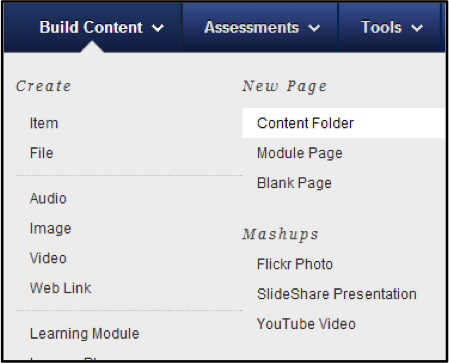 Build Content
Assessments
Tools
Create
Item
File
Audio
Image
Video
Web Link
Learning Module
New Page
Content Folder
Module Page
Blank Page
Mashups
Flickr Photo
SlideShare Presentation
YouTube Video